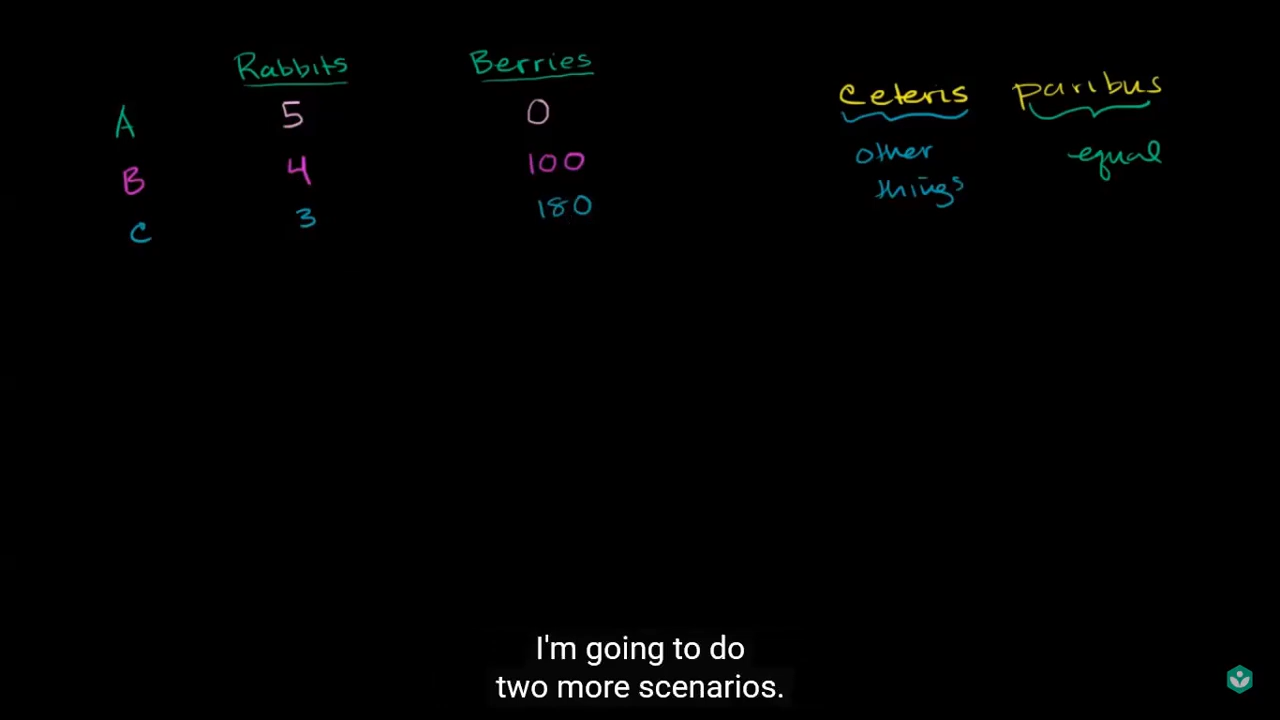 Rabbits Berries
A 5 0
B 4 100
C 3 180
Ceteris paribus
other equal
things
I'm going to do
two more scenarios.